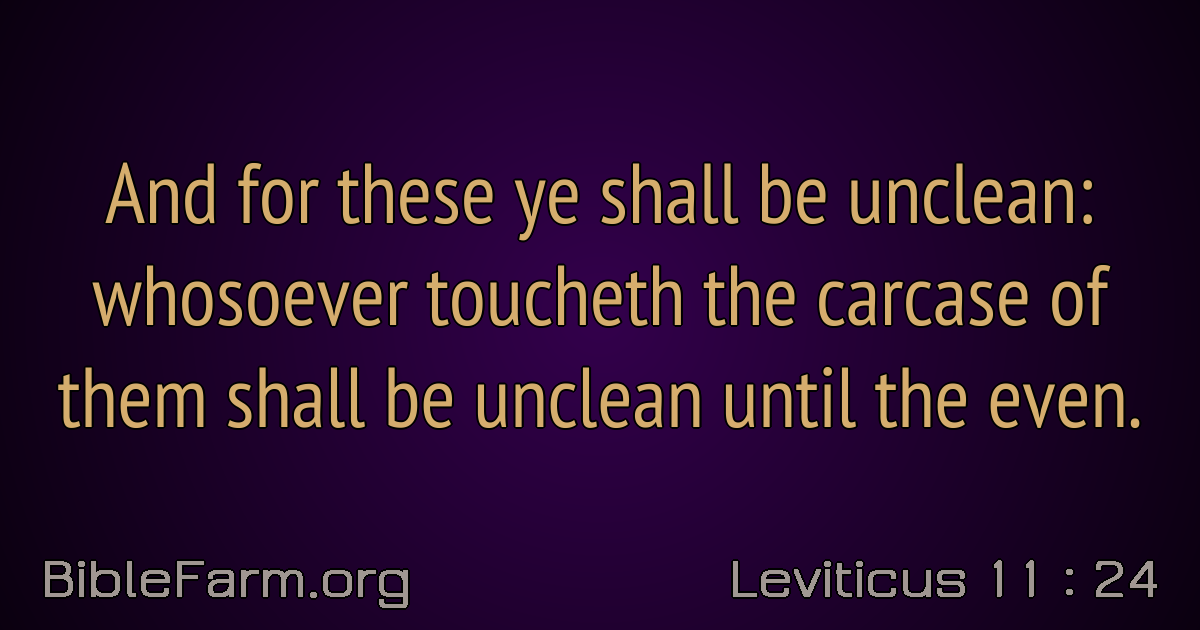 And for these ye shall be unclean:
whosoever toucheth the carcase of
them shall be unclean until the even.
BibleFarm.org
Leviticus 11 : 24